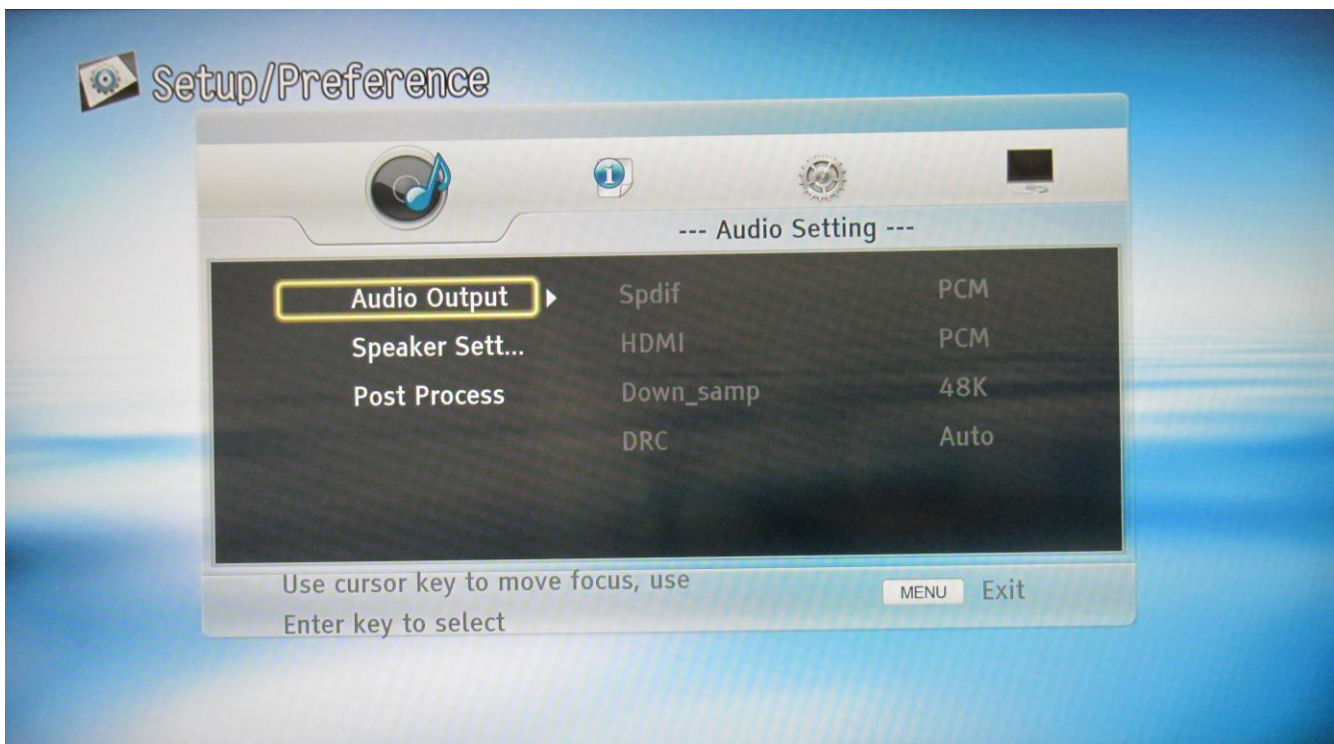 Setup/Preference
--- Audio Setting ---
Audio Output Spdif PCM
Speaker Sett... HDMI PCM
Post Process Down_samp 48K
DRC Auto
Use cursor key to move focus, use
Enter key to select
MENU Exit